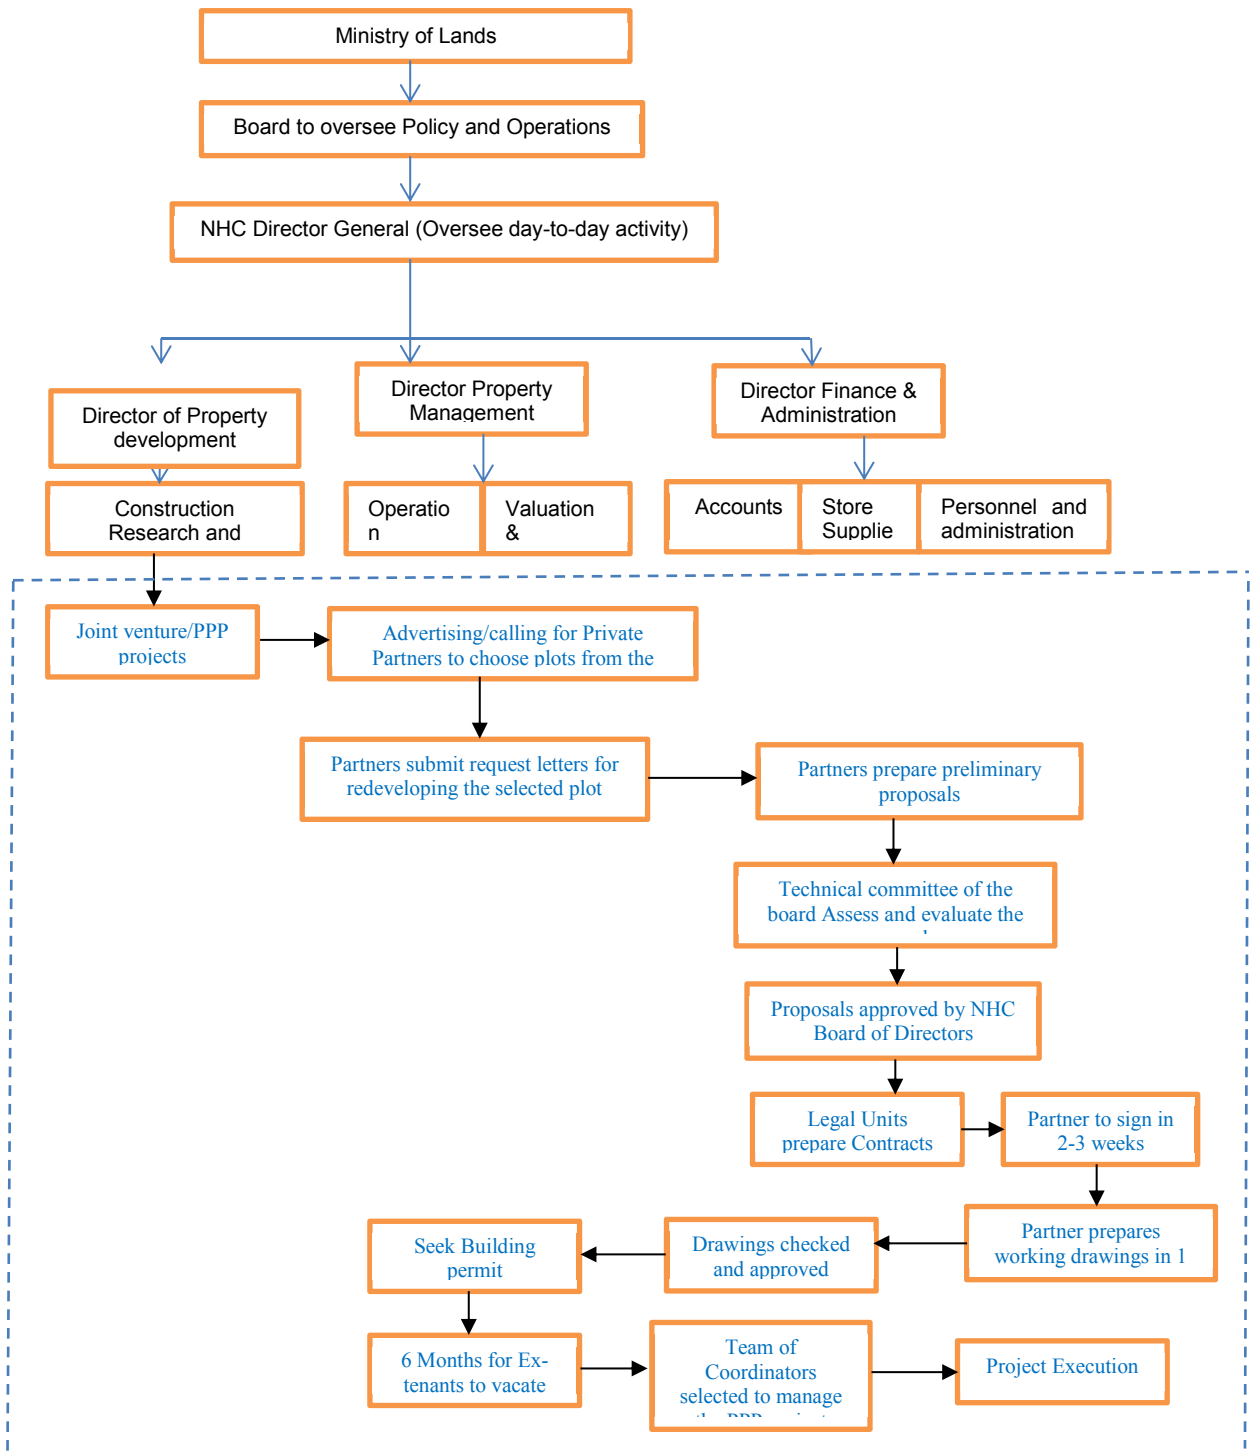 Ministry of Lands
Board to oversee Policy and Operations
NHC Director General (Oversee day-to-day activity)
Director of Property
development
Director Property
Management
Director Finance &
Administration
Construction
Research and
Operatio
n
Valuation
&
Accounts
Store
Supplie
Personnel and
administration
Joint venture/PPP
projects
Advertising/calling for Private
Partners to choose plots from the
Partners submit request letters for
redeveloping the selected plot
Partners prepare preliminary
proposals
Technical committee of the
board Assess and evaluate the
Proposals approved by NHC
Board of Directors
Legal Units
prepare Contracts
Partner to sign in
2-3 weeks
Partner prepares
working drawings in 1
Drawings checked
and approved
Seek Building
permit
6 Months for Ex-
tenants to vacate
Team of
Coordinators
selected to manage
the PPP
Project Execution